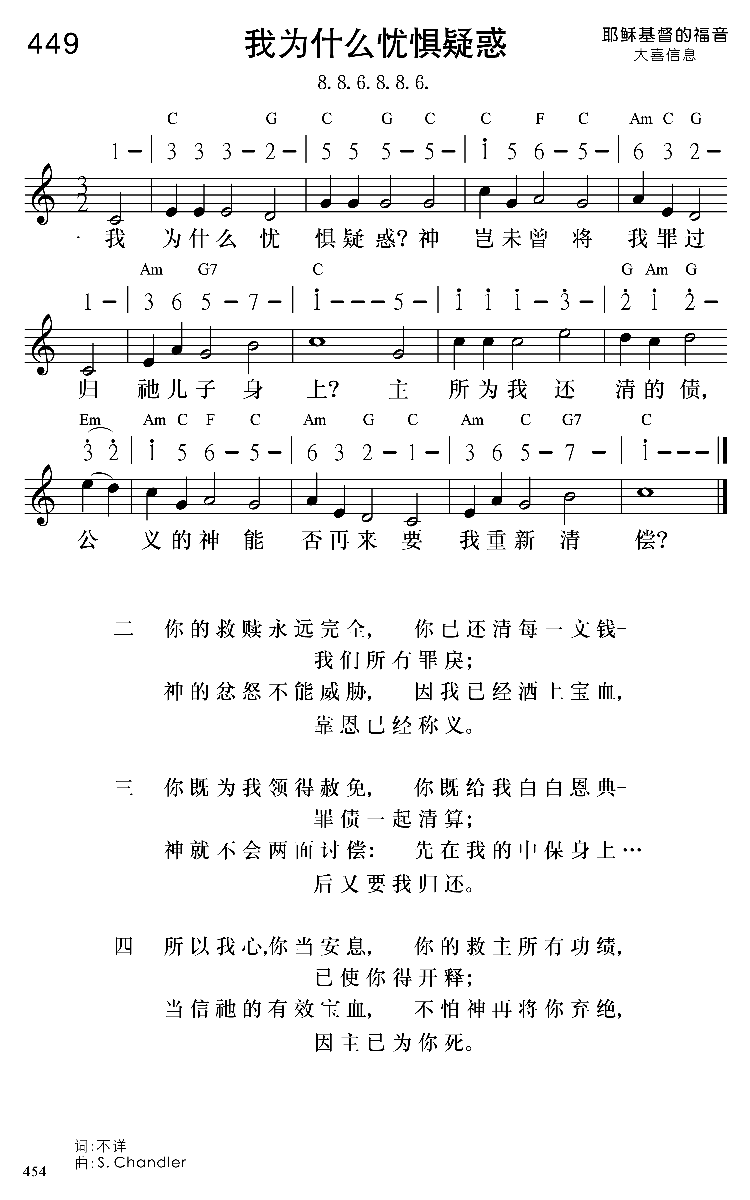 449
我为什么忧惧疑惑
耶稣基督的福音
大喜信息
8. 8. 6. 8. 8. 6.
C G C G C F C Am C G
1 – | 3 3 3 – 2 – | 5 5 5 – 5 – | i 5 6 – 5 – | 6 3 2 –
3
2
· 我 为什么 忧 惧疑惑?神 岂未曾 将 我罪过
Am G7 C G Am G
1 – | 3 6 5 – 7 – | i – – – 5 – | i i i – 3̇ – | 2̇ i 2̇ –
归 祂儿子 身 上? 主 所为我 还 清的债,
Em Am C F C Am G C Am C G7 C
3̇ 2̇ | i 5 6 – 5 – | 6 3 2 – 1 – | 3 6 5 – 7 – | i – – – ‖
公 义的神 能 否再来 要 我重新 清 偿?
二 你的救赎永远完全, 你已还清每一文钱-
我们所有罪戾;
神的忿怒不能威胁, 因我已经洒上宝血,
靠恩已经称义。
三 你既为我领得赦免, 你既给我白白恩典-
罪债一起清算;
神就不会两面讨偿: 先在我的中保身上…
后又要我归还。
四 所以我心,你当安息, 你的救主所有功绩,
已使你得开释;
当信祂的有效宝血, 不怕神再将你弃绝,
因主已为你死。
词:不详
曲:S. Chandler
454